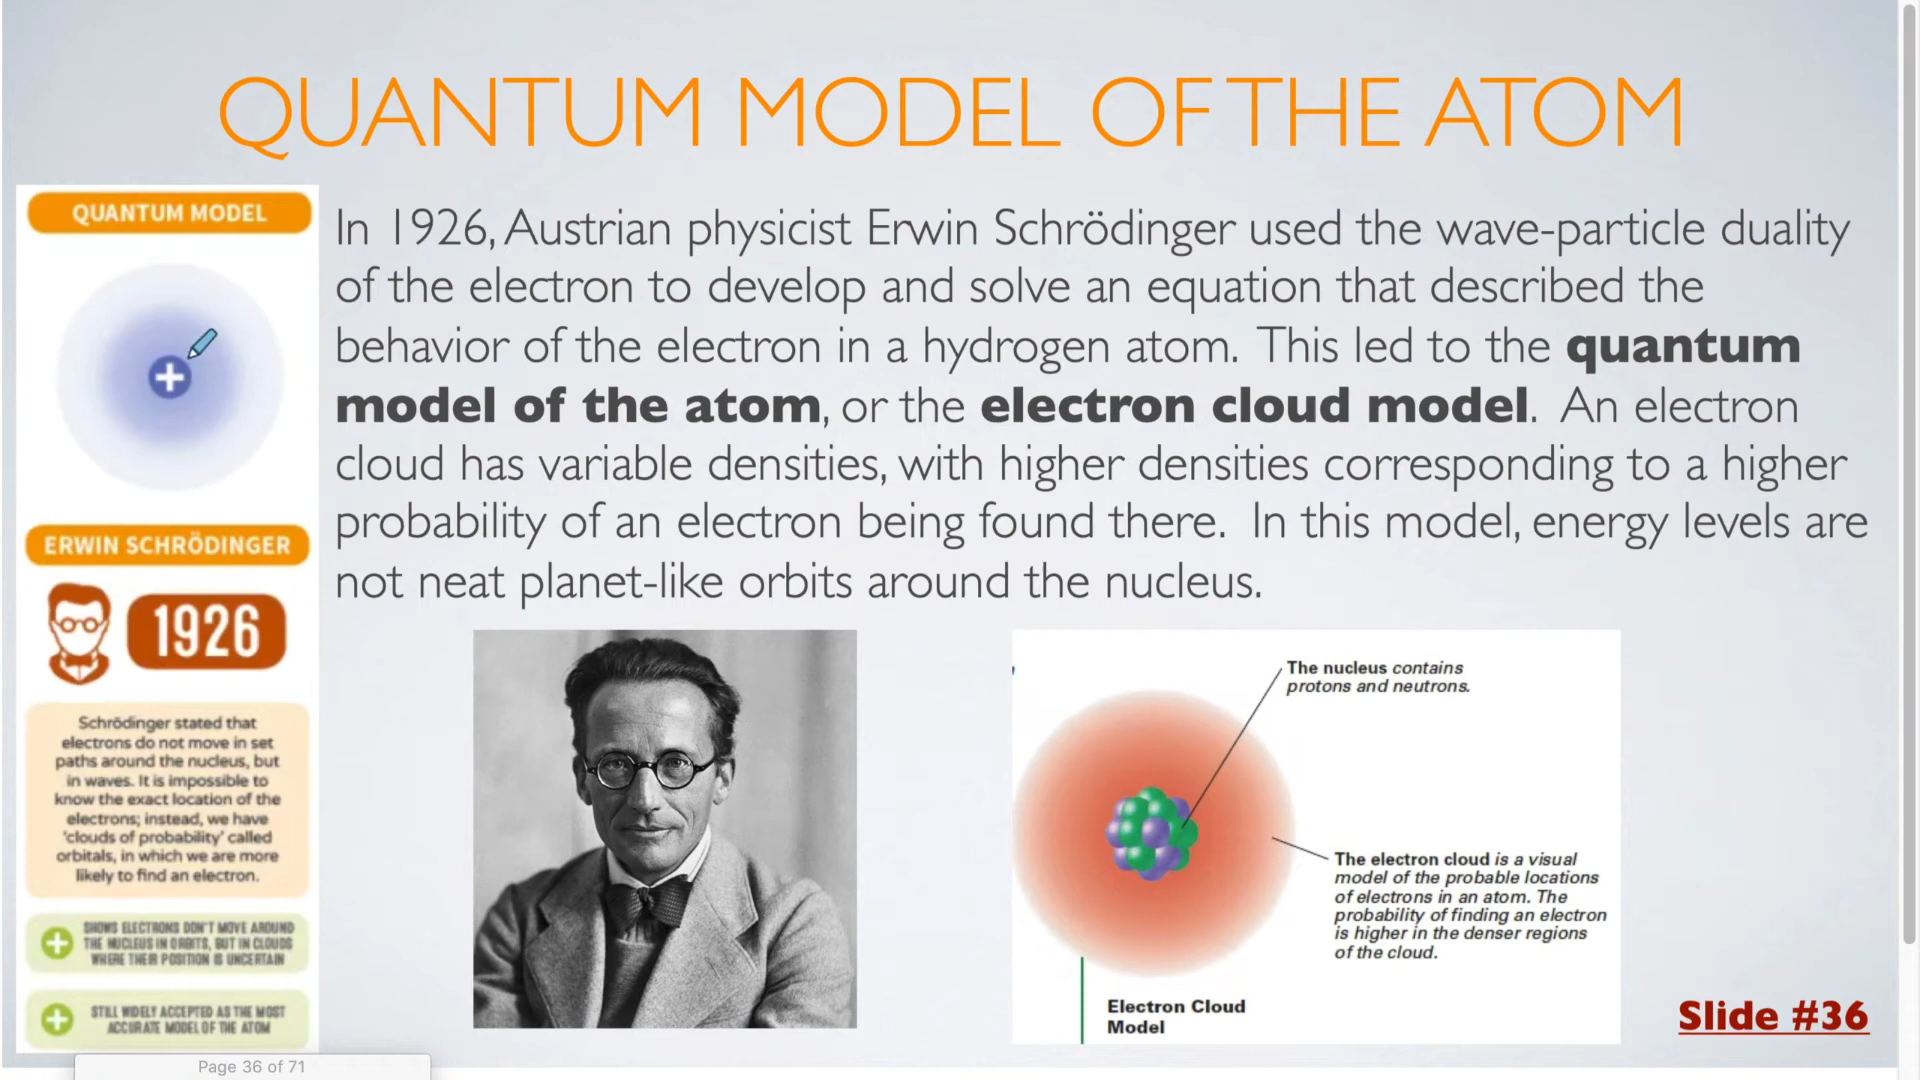 QUANTUM MODEL OF THE ATOM
QUANTUM MODEL
ERWIN SCHRÖDINGER
1926
Schrödinger stated that
electrons do not move in set
paths around the nucleus, but
in waves. It is impossible to
know the exact location of the
electrons; instead, we have
'clouds of probability' called
orbitals, in which we are more
likely to find an electron.
SHOWS ELECTRONS DON'T MOVE AROUND
THE NUCLEUS IN ORBITS, BUT IN CLOUDS
WHERE THEIR POSITION IS UNCERTAIN
STILL WIDELY ACCEPTED AS THE MOST
ACCURATE MODEL OF THE ATOM
In 1926, Austrian physicist Erwin Schrödinger used the wave-particle duality
of the electron to develop and solve an equation that described the
behavior of the electron in a hydrogen atom. This led to the quantum
model of the atom, or the electron cloud model. An electron
cloud has variable densities, with higher densities corresponding to a higher
probability of an electron being found there. In this model, energy levels are
not neat planet-like orbits around the nucleus.
The nucleus contains
protons and neutrons.
The electron cloud is a visual
model of the probable locations
of electrons in an atom. The
probability of finding an electron
is higher in the denser regions
of the cloud.
Electron Cloud
Model
Slide #36
Page 36 of 71